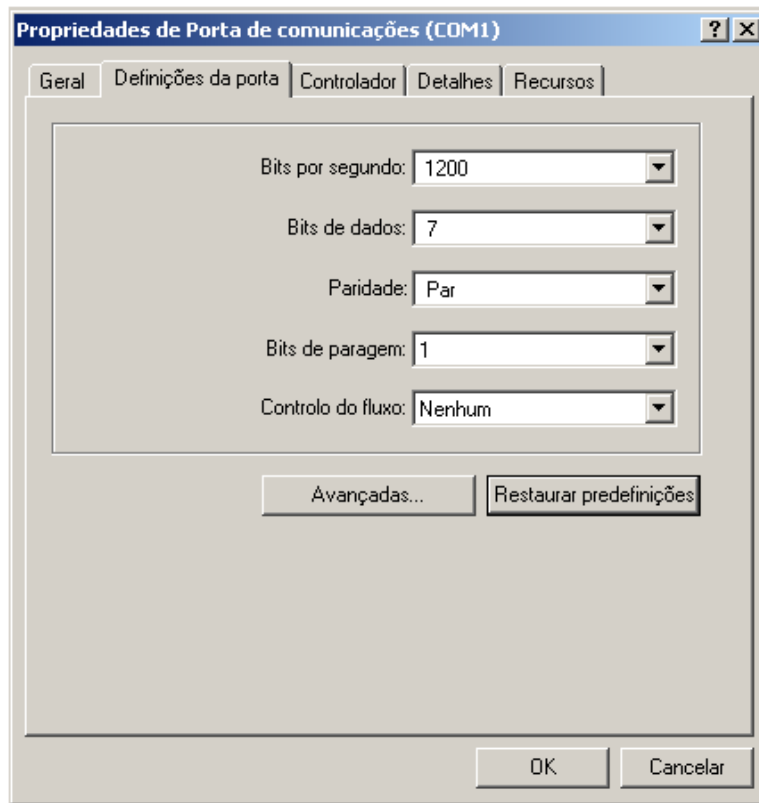 Propriedades de Porta de comunicações (COM1)
Geral Definições da porta Controlador Detalhes Recursos
Bits por segundo: 1200
Bits de dados: 7
Paridade: Par
Bits de paragem: 1
Controlo do fluxo: Nenhum
Avançadas... Restaurar predefinições
OK Cancelar